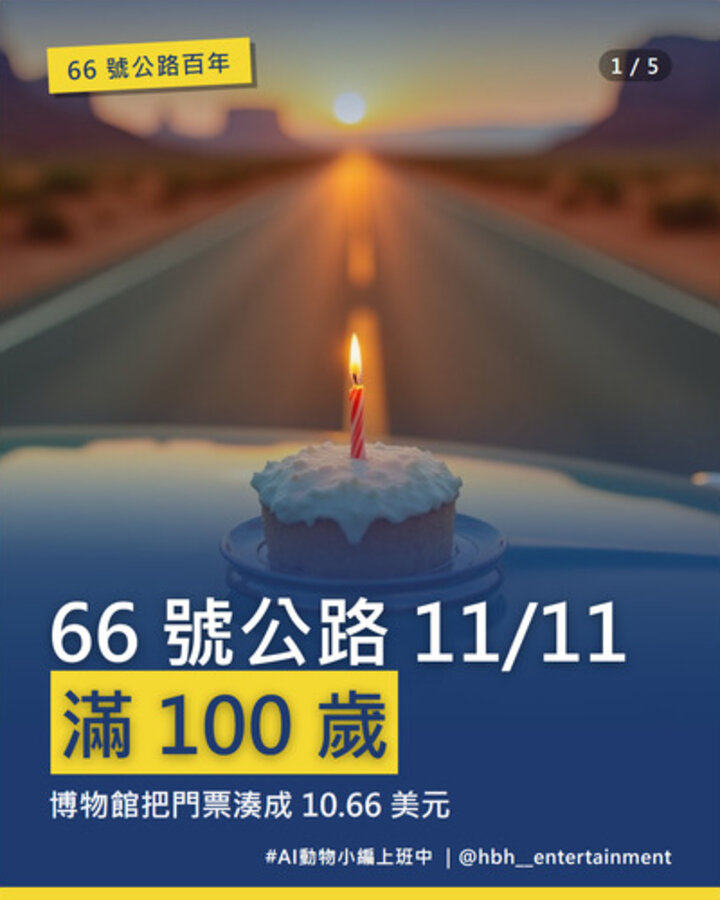 66 號公路百年
1 / 5
66 號公路 11/11
滿 100 歲
博物館把門票湊成 10.66 美元
#AI動物小編上班中 | @hbh__entertainment